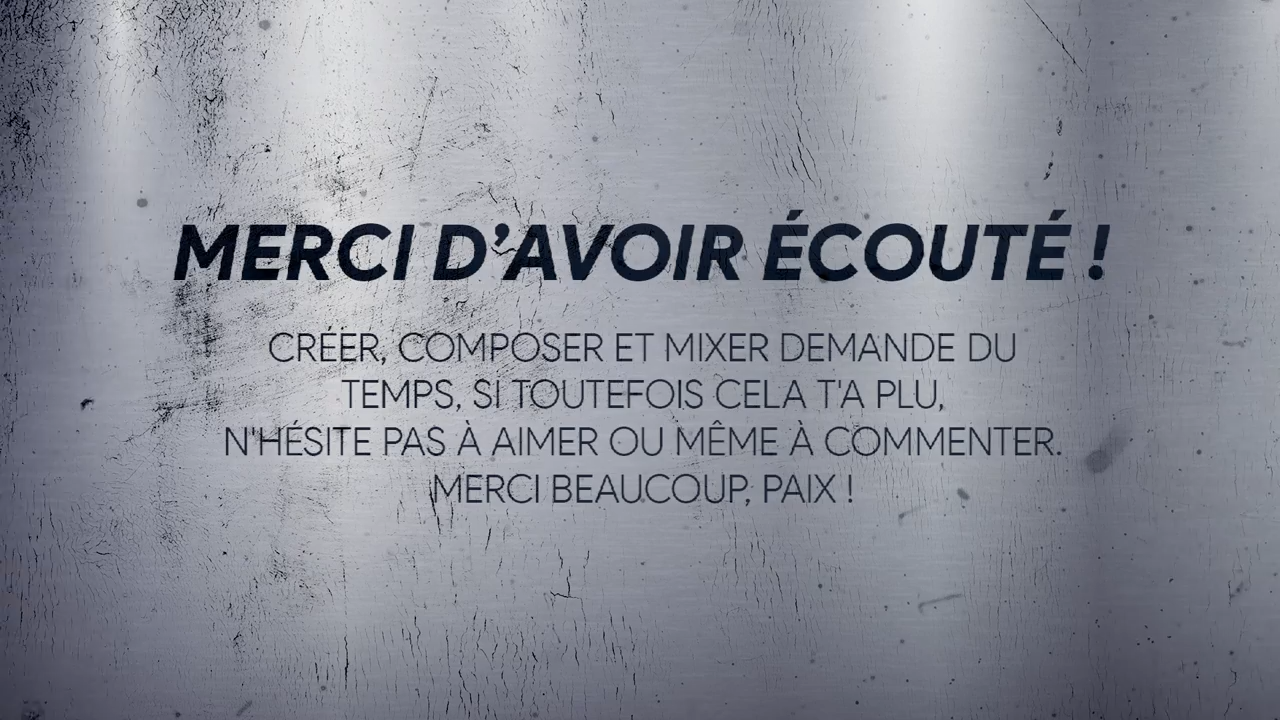 MERCI D’AVOIR ÉCOUTÉ !
CRÉER, COMPOSER ET MIXER DEMANDE DU
TEMPS, SI TOUTEFOIS CELA T'A PLU,
N'HÉSITE PAS À AIMER OU MÊME À COMMENTER.
MERCI BEAUCOUP, PAIX !